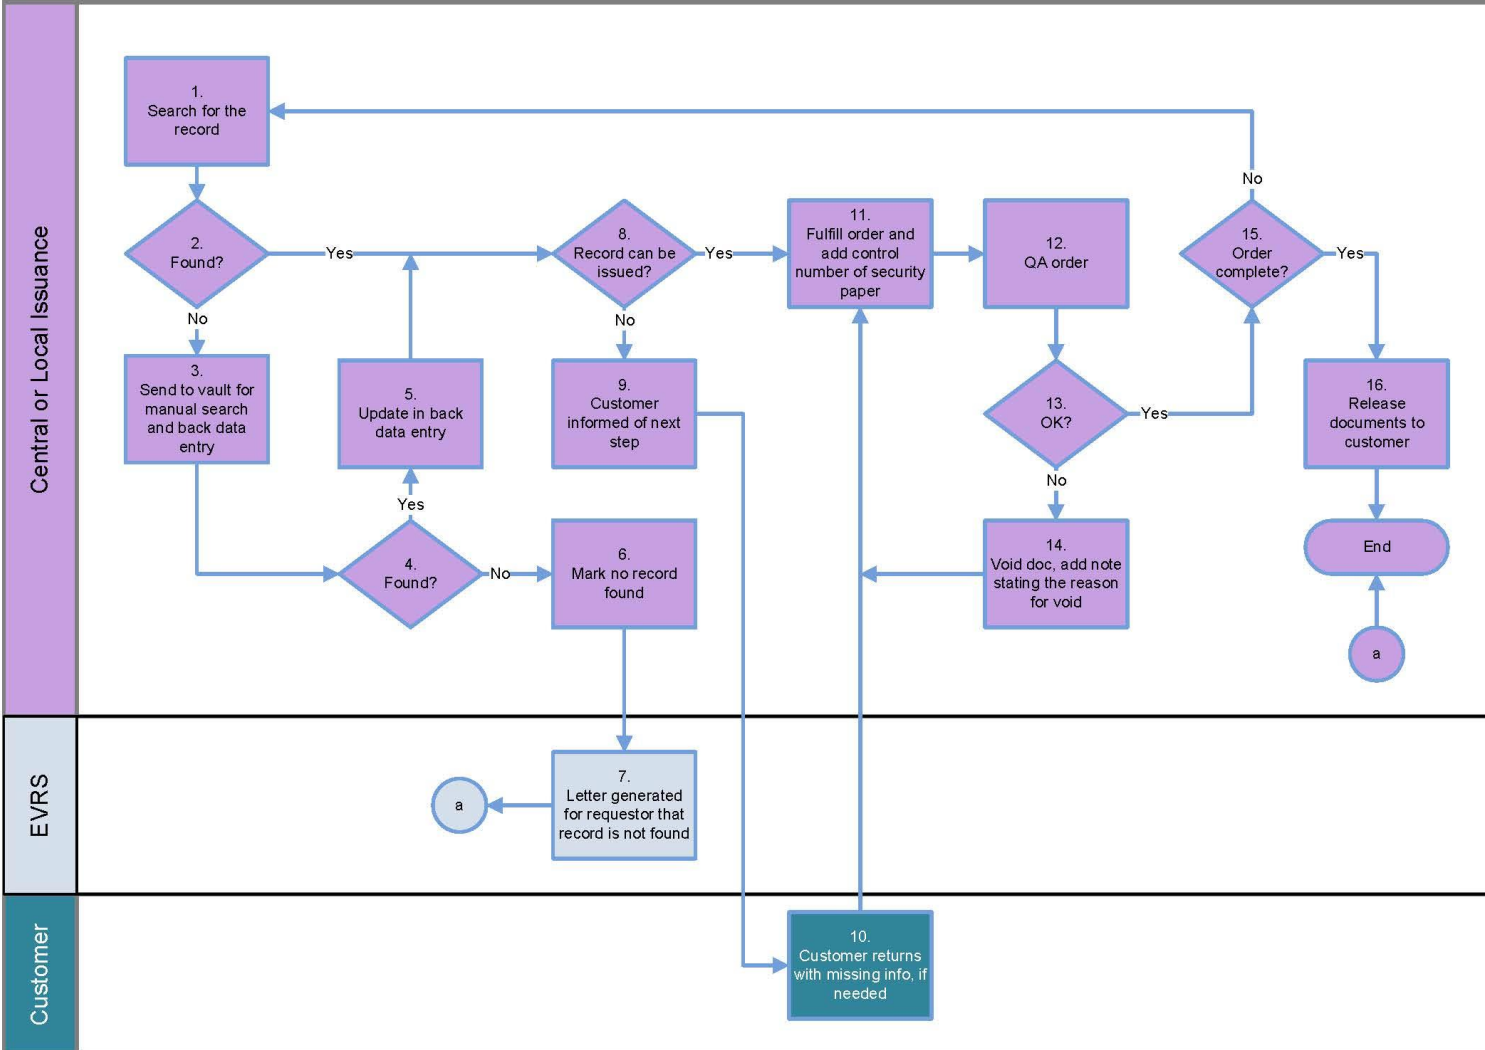 Central or Local Issuance
1.
Search for the
record
2.
Found?
Yes
No
3.
Send to vault for
manual search
and back data
entry
4.
Found?
Yes
No
5.
Update in back
data entry
6.
Mark no record
found
8.
Record can be
issued?
Yes
No
9.
Customer
informed of next
step
11.
Fulfill order and
add control
number of security
paper
12.
QA order
13.
OK?
Yes
No
14.
Void doc, add note
stating the reason
for void
15.
Order
complete?
No
Yes
16.
Release
documents to
customer
End
a
EVRS
7.
Letter generated
for requestor that
record is not found
a
Customer
10.
Customer returns
with missing info, if
needed